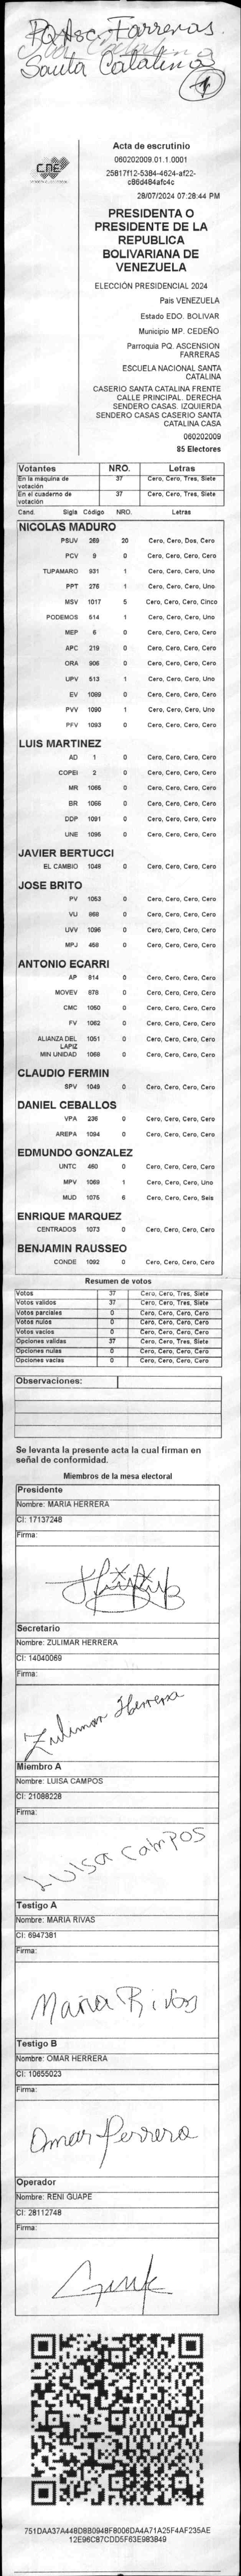 PQ Asc. Farreras.
Santa Catalina
1
CNE
Acta de escrutinio
060202009.01.1.0001
25817f12-5384-4624-af22-
c86d484afc4c
28/07/2024 07:28:44 PM
PRESIDENTA O
PRESIDENTE DE LA
REPUBLICA
BOLIVARIANA DE
VENEZUELA
ELECCIÓN PRESIDENCIAL 2024
País VENEZUELA
Estado EDO. BOLIVAR
Municipio MP. CEDEÑO
Parroquia PQ. ASCENSION
FARRERAS
ESCUELA NACIONAL SANTA
CATALINA
CASERIO SANTA CATALINA FRENTE
CALLE PRINCIPAL. DERECHA
SENDERO CASAS. IZQUIERDA
SENDERO CASAS CASERIO SANTA
CATALINA CASA
060202009
85 Electores
Votantes NRO. Letras
En la máquina de votación 37 Cero, Cero, Tres, Siete
En el cuaderno de votación 37 Cero, Cero, Tres, Siete
Cand. Sigla Código NRO. Letras
NICOLAS MADURO
PSUV 269 20 Cero, Cero, Dos, Cero
PCV 9 0 Cero, Cero, Cero, Cero
TUPAMARO 931 1 Cero, Cero, Cero, Uno
PPT 276 1 Cero, Cero, Cero, Uno
MSV 1017 5 Cero, Cero, Cero, Cinco
PODEMOS 514 1 Cero, Cero, Cero, Uno
MEP 6 0 Cero, Cero, Cero, Cero
APC 219 0 Cero, Cero, Cero, Cero
ORA 906 0 Cero, Cero, Cero, Cero
UPV 513 1 Cero, Cero, Cero, Uno
EV 1089 0 Cero, Cero, Cero, Cero
PVV 1090 1 Cero, Cero, Cero, Uno
PFV 1093 0 Cero, Cero, Cero, Cero
LUIS MARTINEZ
AD 1 0 Cero, Cero, Cero, Cero
COPEI 2 0 Cero, Cero, Cero, Cero
MR 1065 0 Cero, Cero, Cero, Cero
BR 1066 0 Cero, Cero, Cero, Cero
DDP 1091 0 Cero, Cero, Cero, Cero
UNE 1095 0 Cero, Cero, Cero, Cero
JAVIER BERTUCCI
EL CAMBIO 1048 0 Cero, Cero, Cero, Cero
JOSE BRITO
PV 1053 0 Cero, Cero, Cero, Cero
VU 868 0 Cero, Cero, Cero, Cero
UVV 1096 0 Cero, Cero, Cero, Cero
MPJ 458 0 Cero, Cero, Cero, Cero
ANTONIO ECARRI
AP 614 0 Cero, Cero, Cero, Cero
MOVEV 878 0 Cero, Cero, Cero, Cero
CMC 1050 0 Cero, Cero, Cero, Cero
FV 1062 0 Cero, Cero, Cero, Cero
ALIANZA DEL LAPIZ 1051 0 Cero, Cero, Cero, Cero
MIN UNIDAD 1068 0 Cero, Cero, Cero, Cero
CLAUDIO FERMIN
SPV 1049 0 Cero, Cero, Cero, Cero
DANIEL CEBALLOS
VPA 236 0 Cero, Cero, Cero, Cero
AREPA 1094 0 Cero, Cero, Cero, Cero
EDMUNDO GONZALEZ
UNTC 460 0 Cero, Cero, Cero, Cero
MPV 1069 1 Cero, Cero, Cero, Uno
MUD 1075 6 Cero, Cero, Cero, Seis
ENRIQUE MARQUEZ
CENTRADOS 1073 0 Cero, Cero, Cero, Cero
BENJAMIN RAUSSEO
CONDE 1092 0 Cero, Cero, Cero, Cero
Resumen de votos
Votos 37 Cero, Cero, Tres, Siete
Votos validos 37 Cero, Cero, Tres, Siete
Votos parciales 0 Cero, Cero, Cero, Cero
Votos nulos 0 Cero, Cero, Cero, Cero
Votos vacios 0 Cero, Cero, Cero, Cero
Opciones validas 37 Cero, Cero, Tres, Siete
Opciones nulas 0 Cero, Cero, Cero, Cero
Opciones vacias 0 Cero, Cero, Cero, Cero
Observaciones:
Se levanta la presente acta la cual firman en
señal de conformidad.
Miembros de la mesa electoral
Presidente
Nombre: MARIA HERRERA
CI: 17137248
Firma:
Secretario
Nombre: ZULIMAR HERRERA
CI: 14040069
Firma:
Zulimar Herrera
Miembro A
Nombre: LUISA CAMPOS
CI: 21088228
Firma:
Luisa Campos
Testigo A
Nombre: MARIA RIVAS
CI: 6947381
Firma:
Maria Rivas
Testigo B
Nombre: OMAR HERRERA
CI: 10655023
Firma:
Omar Herrera
Operador
Nombre: RENI GUAPE
CI: 28112748
Firma:
751DAA37A448D8B0948F8006DA4A71A25F4AF235AE
12E96C87CDD5F63E983849